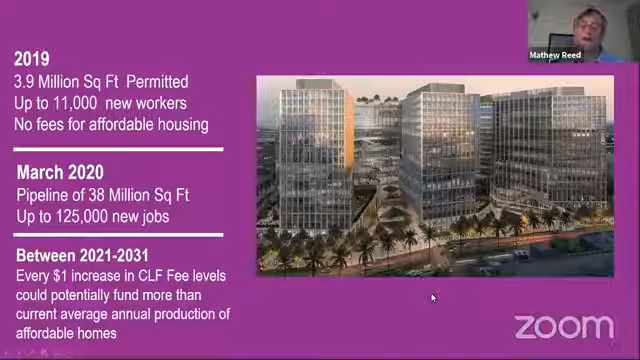 2019
3.9 Million Sq Ft Permitted
Up to 11,000 new workers
No fees for affordable housing
March 2020
Pipeline of 38 Million Sq Ft
Up to 125,000 new jobs
Between 2021-2031
Every $1 increase in CLF Fee levels
could potentially fund more than
current average annual production of
affordable homes
Mathew Reed
zoom